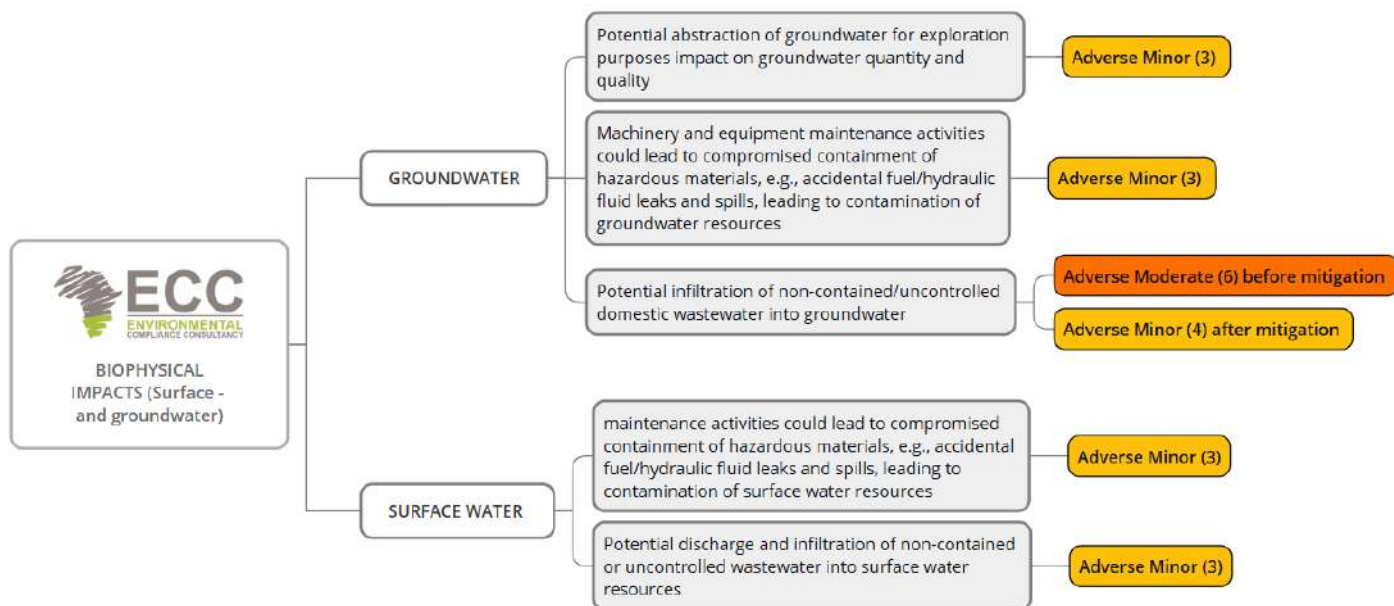 ECC
ENVIRONMENTAL
COMPLIANCE CONSULTANCY
BIOPHYSICAL
IMPACTS (Surface -
and groundwater)
GROUNDWATER
Potential abstraction of groundwater for exploration
purposes impact on groundwater quantity and
quality
Adverse Minor (3)
Machinery and equipment maintenance activities
could lead to compromised containment of
hazardous materials, e.g., accidental fuel/hydraulic
fluid leaks and spills, leading to contamination of
groundwater resources
Adverse Minor (3)
Potential infiltration of non-contained/uncontrolled
domestic wastewater into groundwater
Adverse Moderate (6) before mitigation
Adverse Minor (4) after mitigation
SURFACE WATER
maintenance activities could lead to compromised
containment of hazardous materials, e.g., accidental
fuel/hydraulic fluid leaks and spills, leading to
contamination of surface water resources
Adverse Minor (3)
Potential discharge and infiltration of non-contained
or uncontrolled wastewater into surface water
resources
Adverse Minor (3)